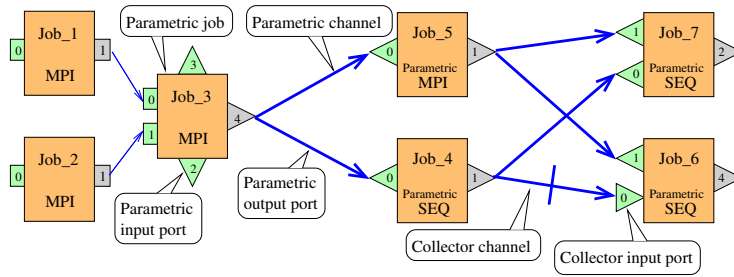 Parametric job
Parametric channel
Job_1
0
1
MPI
Job_2
0
1
MPI
3
0
Job_3
4
1
MPI
2
Job_5
0
1
Parametric
MPI
Job_7
1
2
0
Parametric
SEQ
Job_4
0
1
Parametric
SEQ
Job_6
1
4
0
Parametric
SEQ
Parametric
input port
Parametric
output port
Collector channel
Collector input port